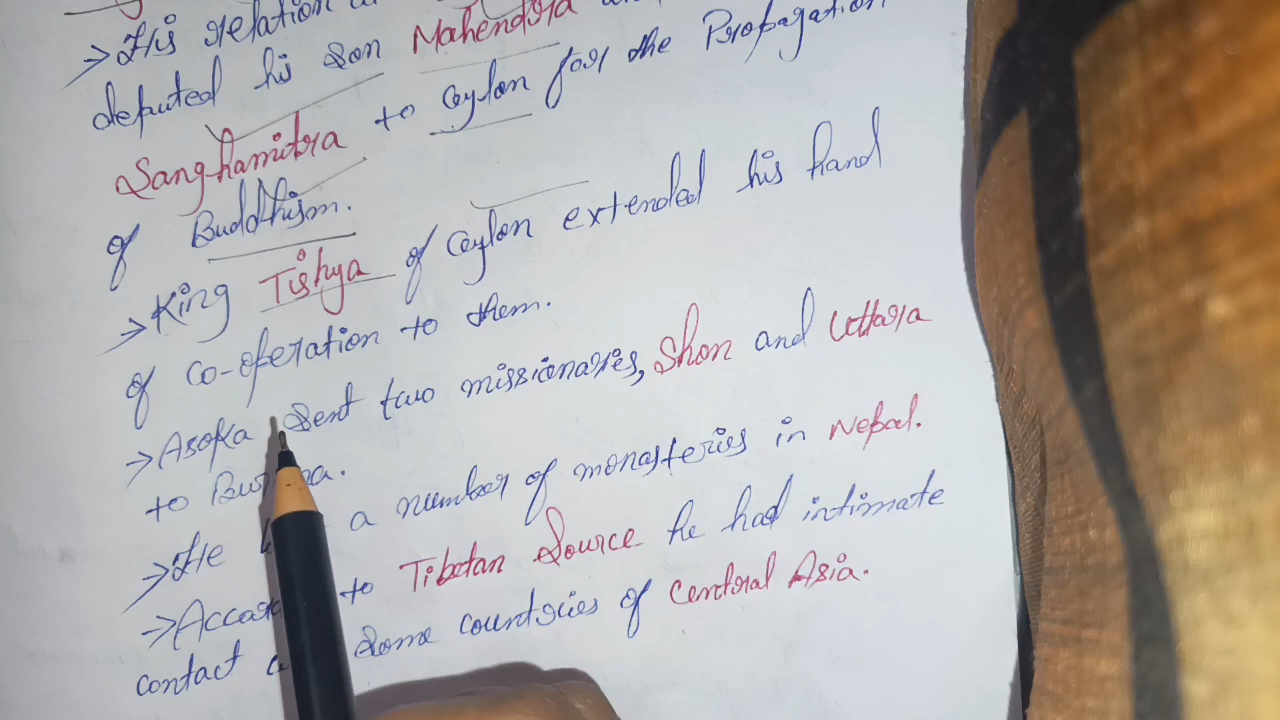 → His relation
deputed his son Mahendra
Sanghamitra to Ceylon for the Propagation
of Buddhism.
→ King Tishya of Ceylon extended his hand
of co-operation to them.
→ Asoka sent two missionaries, Shon and Uttara
to
→ He a number of monasteries in Nepal.
→ to Tibetan Source he had intimate
contact some countries of Central Asia.